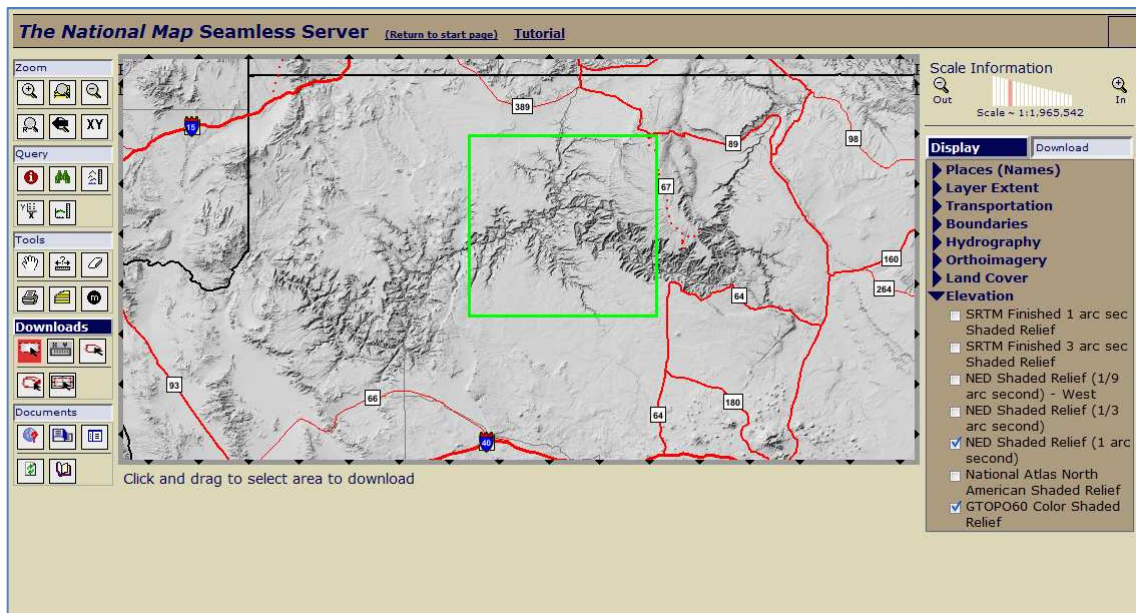 The National Map Seamless Server (Return to start page) Tutorial
Zoom
XY
Query
Tools
m
Downloads
Documents
389
15
89
98
67
160
264
64
93
66
64
180
40
Click and drag to select area to download
Scale Information
Out
In
Scale ~ 1:1,965,542
Display
Download
Places (Names)
Layer Extent
Transportation
Boundaries
Hydrography
Orthoimagery
Land Cover
Elevation
SRTM Finished 1 arc sec
Shaded Relief
SRTM Finished 3 arc sec
Shaded Relief
NED Shaded Relief (1/9
arc second) - West
NED Shaded Relief (1/3
arc second)
NED Shaded Relief (1 arc
second)
National Atlas North
American Shaded Relief
GTOPO60 Color Shaded
Relief